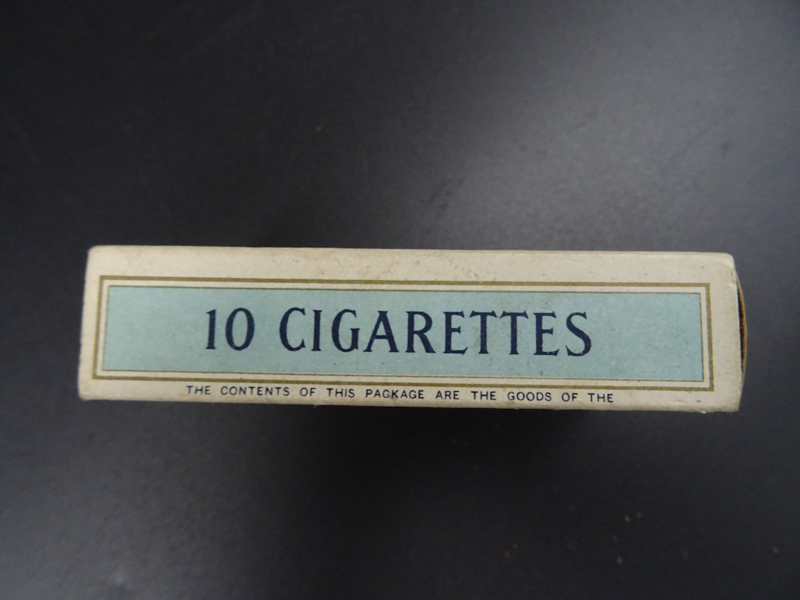 10 CIGARETTES
THE CONTENTS OF THIS PACKAGE ARE THE GOODS OF THE